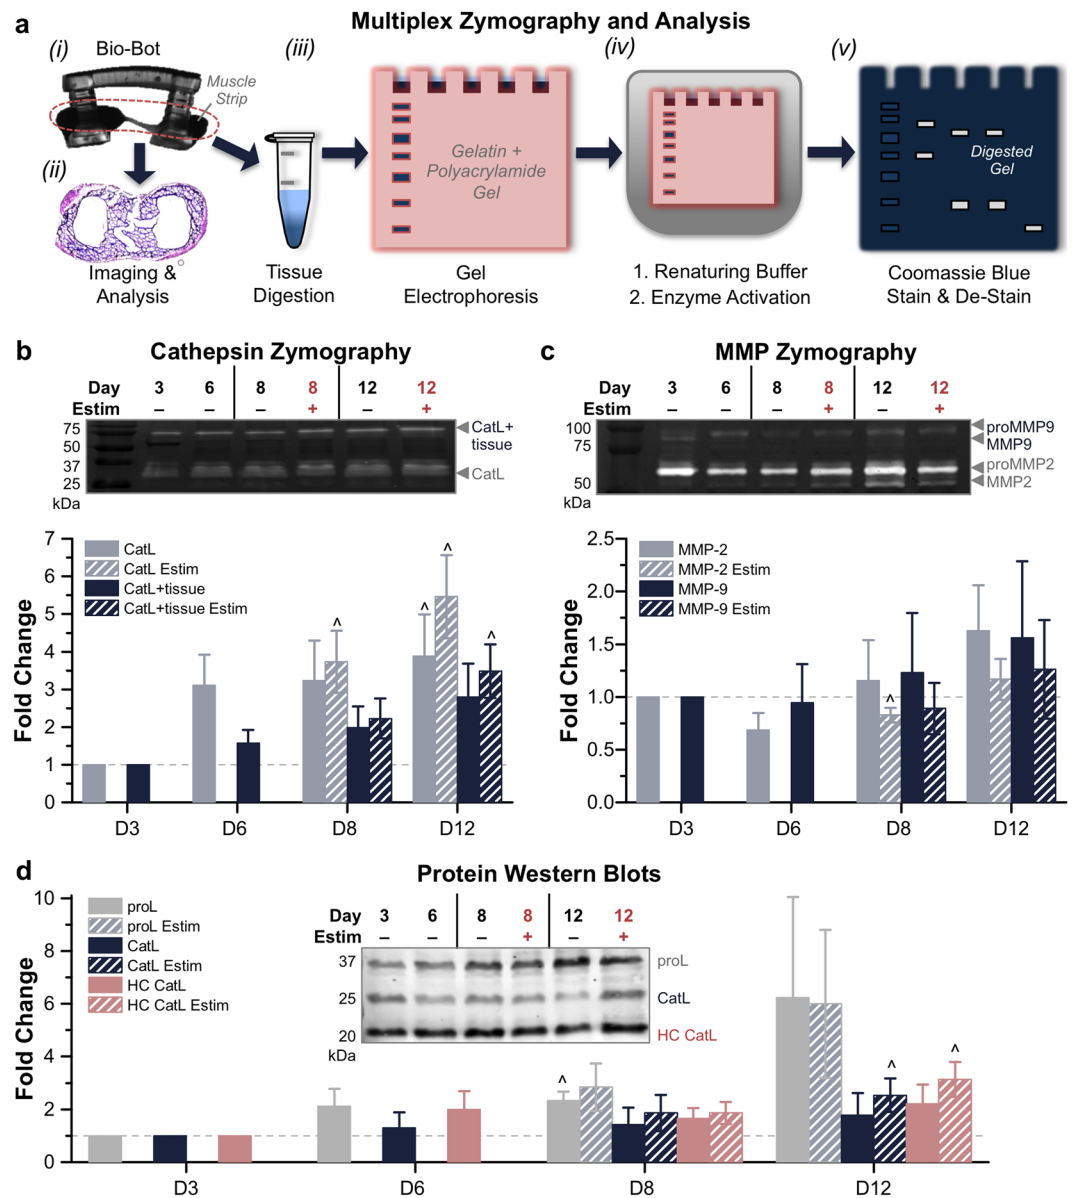 a
Multiplex Zymography and Analysis
(i)
Bio-Bot
(iii)
(iv)
(v)
Muscle
Strip
(ii)
Gelatin +
Polyacrylamide
Gel
Digested
Gel
Imaging &
Analysis
Tissue
Digestion
Gel
Electrophoresis
1. Renaturing Buffer
2. Enzyme Activation
Coomassie Blue
Stain & De-Stain
b
Cathepsin Zymography
Day 3 6 8 8 12 12
Estim – – – + – +
75
50
37
25
kDa
CatL+
tissue
CatL
7
6
5
4
3
2
1
0
Fold Change
CatL
CatL Estim
CatL+tissue
CatL+tissue Estim
^
^
^
^
D3 D6 D8 D12
c
MMP Zymography
Day 3 6 8 8 12 12
Estim – – – + – +
100
75
50
kDa
proMMP9
MMP9
proMMP2
MMP2
2.5
2.0
1.5
1.0
0.5
0.0
Fold Change
MMP-2
MMP-2 Estim
MMP-9
MMP-9 Estim
^
D3 D6 D8 D12
d
Protein Western Blots
10
8
6
4
2
0
Fold Change
proL
proL Estim
CatL
CatL Estim
HC CatL
HC CatL Estim
Day 3 6 8 8 12 12
Estim – – – + – +
37
25
20
kDa
proL
CatL
HC CatL
^
^
^
D3 D6 D8 D12